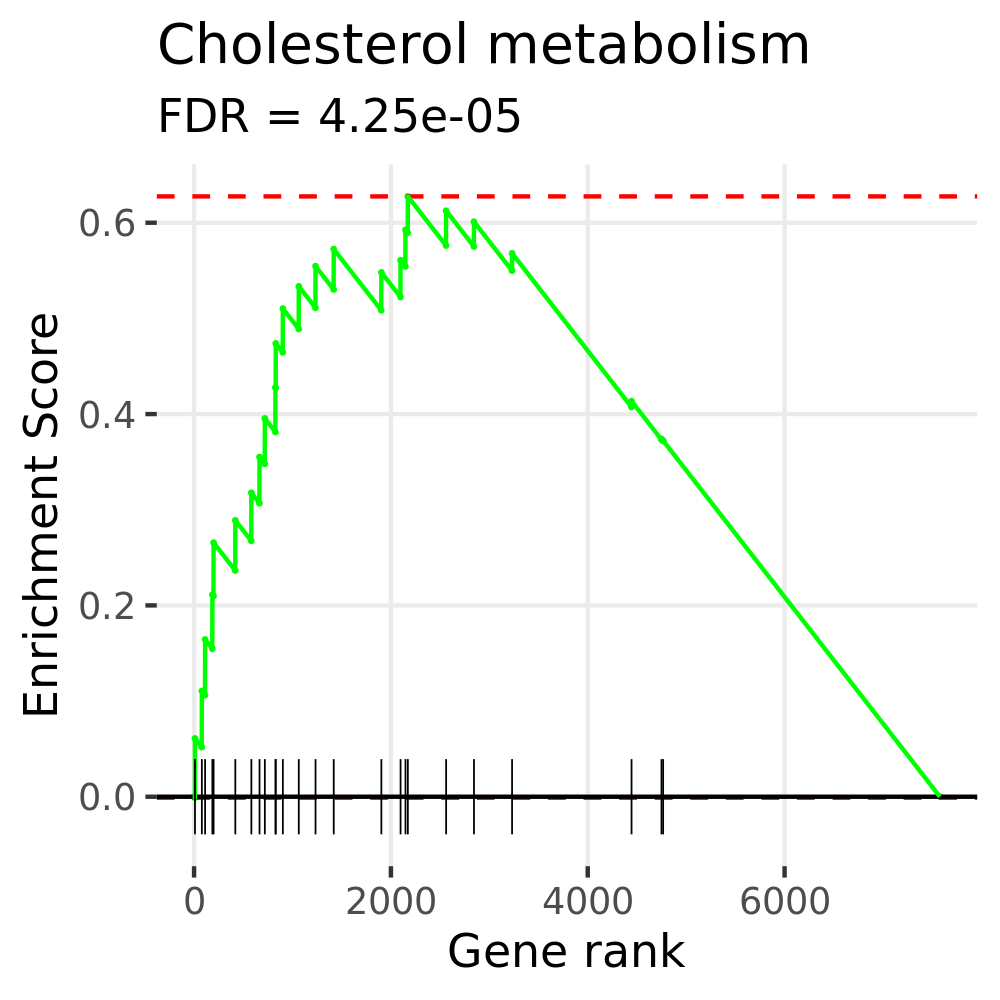 Cholesterol metabolism
FDR = 4.25e-05
Enrichment Score
0.6
0.4
0.2
0.0
0 2000 4000 6000
Gene rank